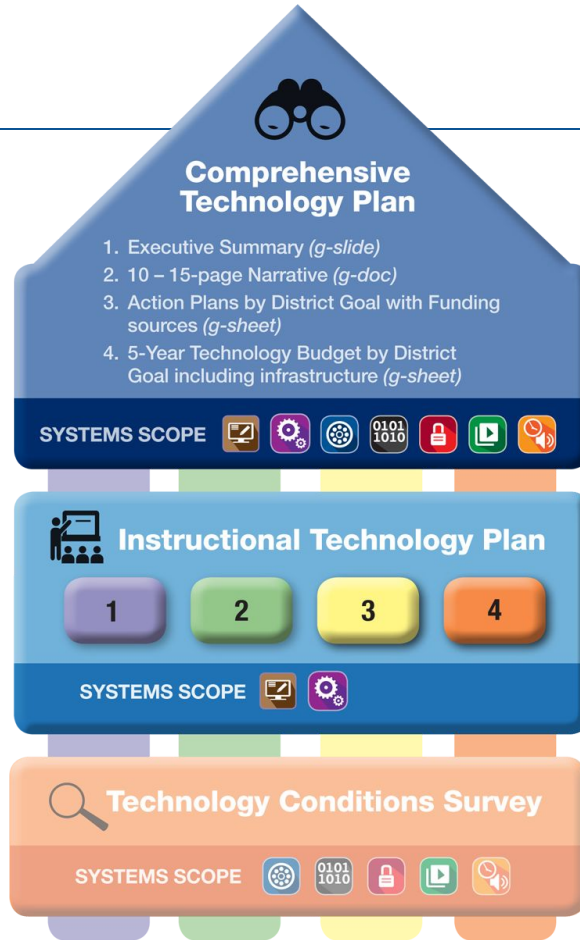 Comprehensive
Technology Plan
1. Executive Summary (g-slide)
2. 10 – 15-page Narrative (g-doc)
3. Action Plans by District Goal with Funding
sources (g-sheet)
4. 5-Year Technology Budget by District
Goal including infrastructure (g-sheet)
SYSTEMS SCOPE
0101
1010
Instructional Technology Plan
1 2 3 4
SYSTEMS SCOPE
Technology Conditions Survey
SYSTEMS SCOPE
0101
1010